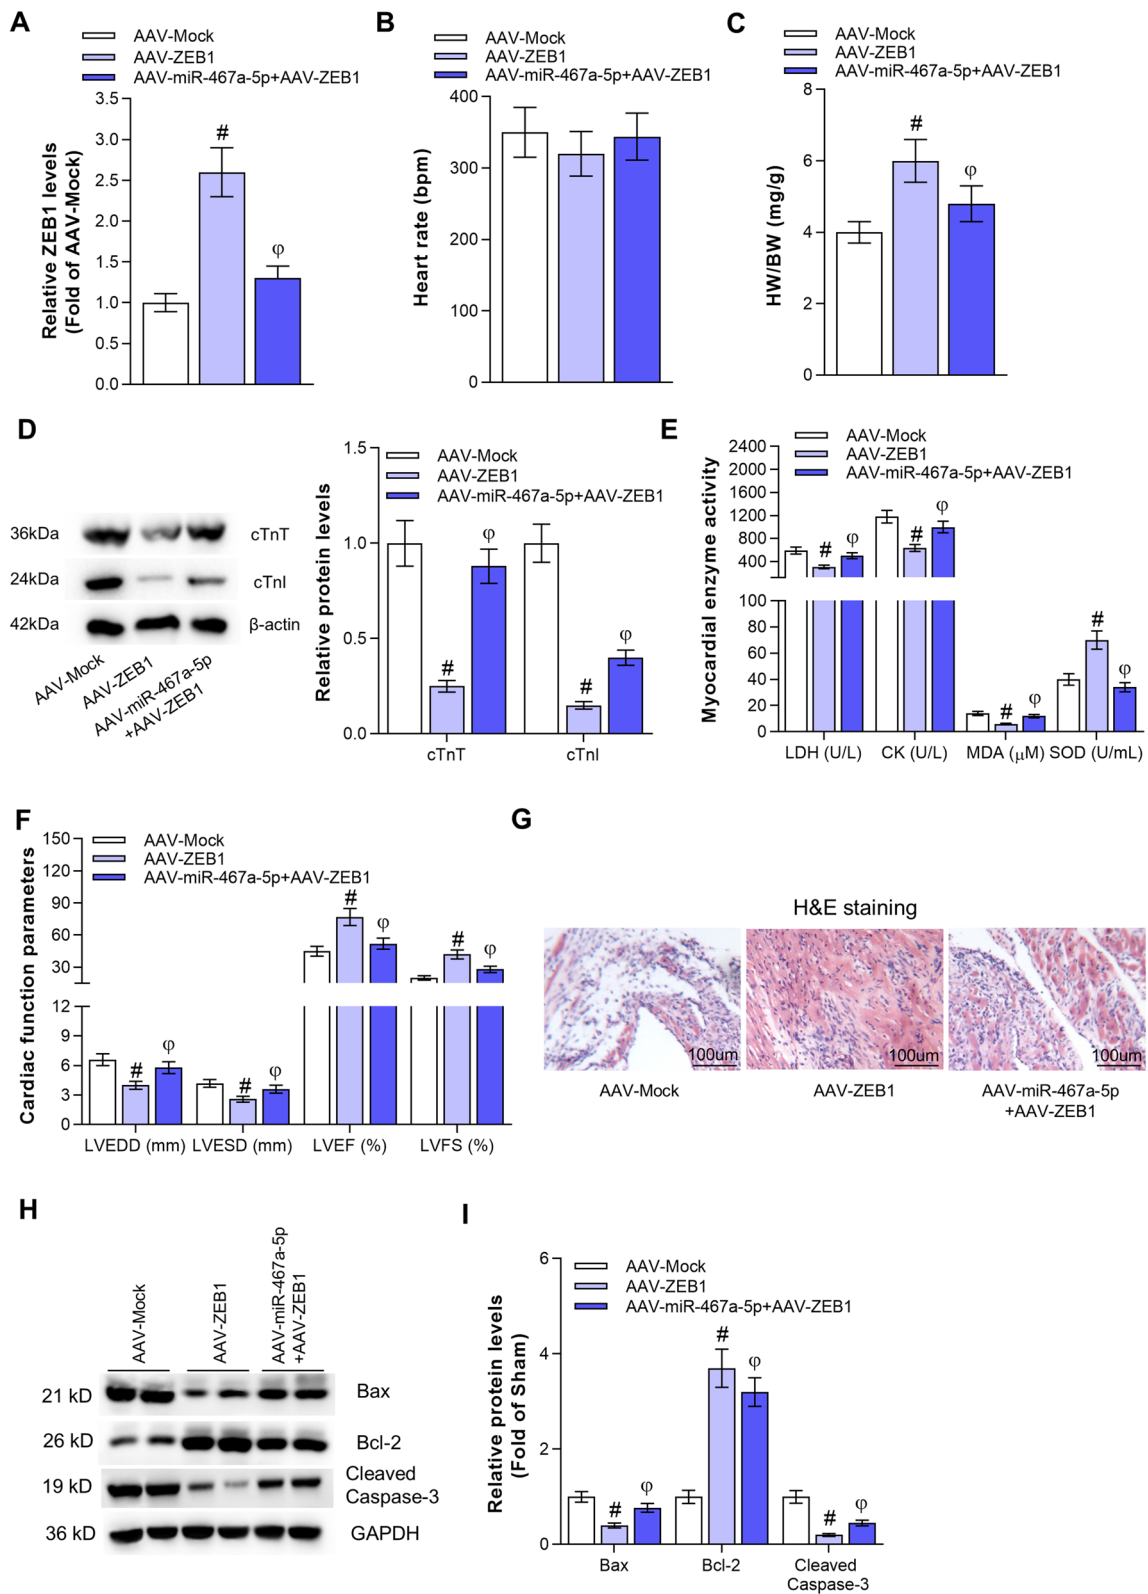 A
AAV-Mock
AAV-ZEB1
AAV-miR-467a-5p+AAV-ZEB1
Relative ZEB1 levels
(Fold of AAV-Mock)
3.5
3.0
2.5
2.0
1.5
1.0
0.5
0.0
#
φ
B
AAV-Mock
AAV-ZEB1
AAV-miR-467a-5p+AAV-ZEB1
Heart rate (bpm)
400
300
200
100
0
C
AAV-Mock
AAV-ZEB1
AAV-miR-467a-5p+AAV-ZEB1
HW/BW (mg/g)
8
6
4
2
0
#
φ
D
36kDa
cTnT
24kDa
cTnI
42kDa
β-actin
AAV-Mock
AAV-ZEB1
AAV-miR-467a-5p
+AAV-ZEB1
Relative protein levels
1.5
1.0
0.5
0.0
AAV-Mock
AAV-ZEB1
AAV-miR-467a-5p+AAV-ZEB1
# φ # φ
cTnT cTnI
E
AAV-Mock
AAV-ZEB1
AAV-miR-467a-5p+AAV-ZEB1
Myocardial enzyme activity
2400
2000
1600
1200
800
400
100
80
60
40
20
0
# φ # φ # φ # φ
LDH (U/L) CK (U/L) MDA (μM) SOD (U/mL)
F
AAV-Mock
AAV-ZEB1
AAV-miR-467a-5p+AAV-ZEB1
Cardiac function parameters
150
120
90
60
30
12
9
6
3
0
# φ # φ # φ # φ
LVEDD (mm) LVESD (mm) LVEF (%) LVFS (%)
G
H&E staining
100um 100um 100um
AAV-Mock AAV-ZEB1 AAV-miR-467a-5p
+AAV-ZEB1
H
AAV-Mock
AAV-ZEB1
AAV-miR-467a-5p
+AAV-ZEB1
21 kD Bax
26 kD Bcl-2
19 kD Cleaved
Caspase-3
36 kD GAPDH
I
AAV-Mock
AAV-ZEB1
AAV-miR-467a-5p+AAV-ZEB1
Relative protein levels
(Fold of Sham)
6
4
2
0
# φ # φ # φ
Bax Bcl-2 Cleaved
Caspase-3